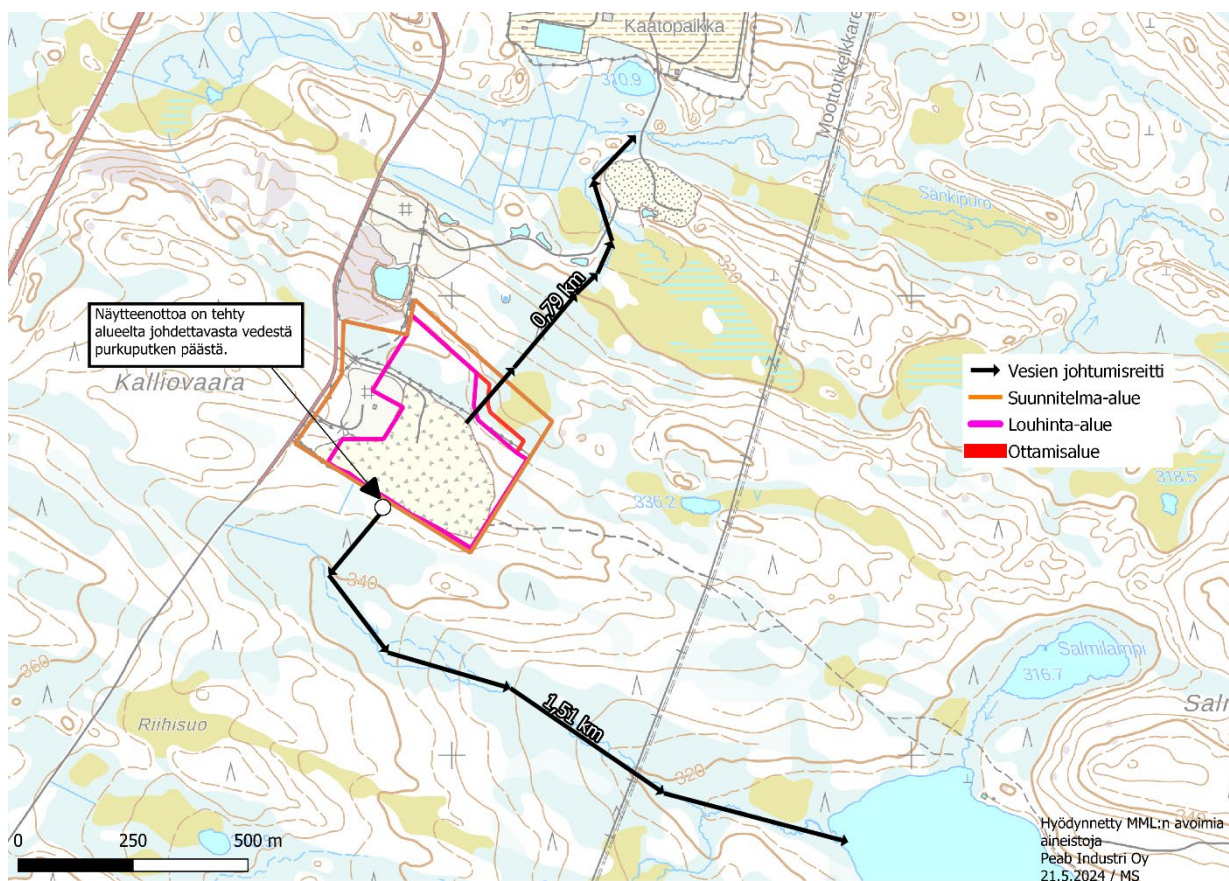 Kaatopaikka
310.9
Moottorikelkkare
Sänkipuro
320
0,79 km
Näytteenottoa on tehty
alueelta johdettavasta vedestä
purkuputken päästä.
Kalliovaara
Vesien johtumisreitti
Suunnitelma-alue
Louhinta-alue
Ottamisalue
336.2
318.5
340
360
Salmilampi
316.7
Salm
Riihisuo
1,51 km
320
340
0 250 500 m
Hyödynnetty MML:n avoimia
aineistoja
Peab Industri Oy
21.5.2024 / MS